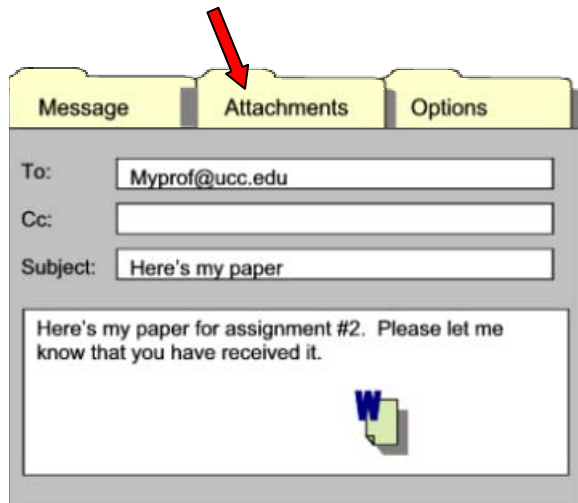 Message Attachments Options
To: Myprof@ucc.edu
Cc:
Subject: Here's my paper
Here's my paper for assignment #2. Please let me
know that you have received it.
W